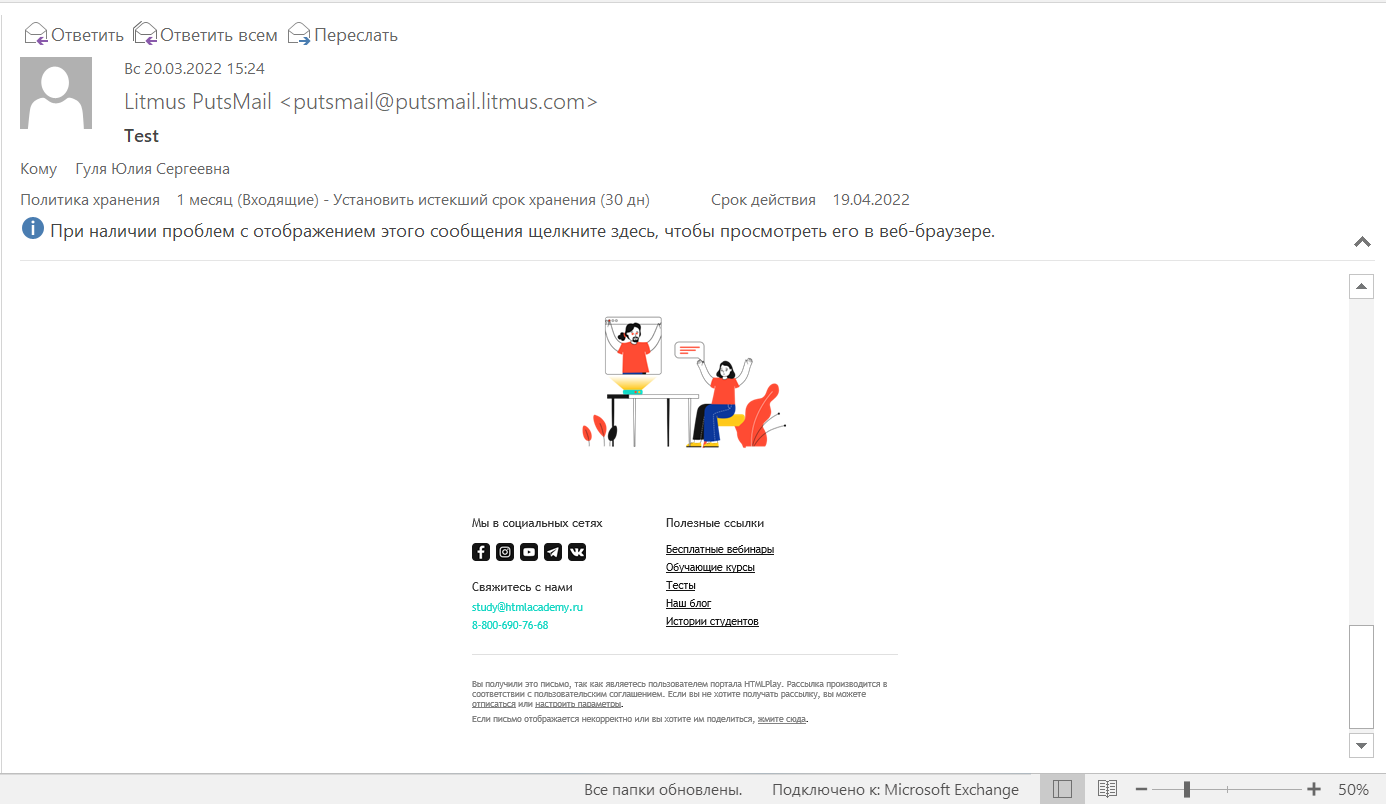 Ответить Ответить всем Переслать
Вс 20.03.2022 15:24
Litmus PutsMail <putsmail@putsmail.litmus.com>
Test
Кому Гуля Юлия Сергеевна
Политика хранения 1 месяц (Входящие) - Установить истекший срок хранения (30 дн) Срок действия 19.04.2022
При наличии проблем с отображением этого сообщения щелкните здесь, чтобы просмотреть его в веб-браузере.
Мы в социальных сетях
Свяжитесь с нами
study@htmlacademy.ru
8-800-690-76-68
Полезные ссылки
Бесплатные вебинары
Обучающие курсы
Тесты
Наш блог
Истории студентов
Вы получили это письмо, так как являетесь пользователем портала HTMLPlay. Рассылка производится в
соответствии с пользовательским соглашением. Если вы не хотите получать рассылку, вы можете
отписаться или настроить параметры.
Если письмо отображается некорректно или вы хотите им поделиться, жмите сюда.
Все папки обновлены. Подключено к: Microsoft Exchange 50%